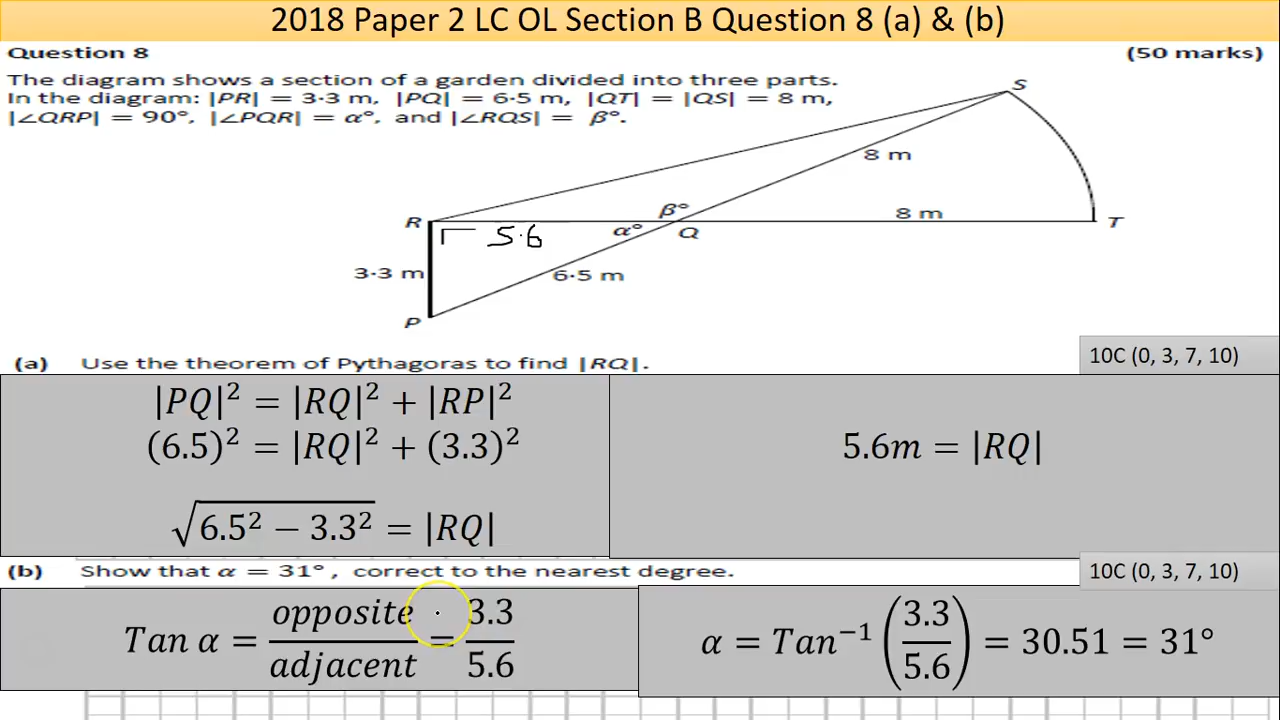 2018 Paper 2 LC OL Section B Question 8 (a) & (b)
Question 8 (50 marks)
The diagram shows a section of a garden divided into three parts.
In the diagram: |PR| = 3·3 m, |PQ| = 6·5 m, |QT| = |QS| = 8 m,
|∠QRP| = 90°, |∠PQR| = α°, and |∠RQS| = β°.
S
8 m
R β° 8 m T
5.6 α° Q
3·3 m 6·5 m
P
(a) Use the theorem of Pythagoras to find |RQ|. 10C (0, 3, 7, 10)
|PQ|² = |RQ|² + |RP|²
(6.5)² = |RQ|² + (3.3)² 5.6m = |RQ|
√(6.5² − 3.3²) = |RQ|
(b) Show that α = 31°, correct to the nearest degree. 10C (0, 3, 7, 10)
Tan α = opposite/adjacent = 3.3/5.6 α = Tan⁻¹(3.3/5.6) = 30.51 = 31°